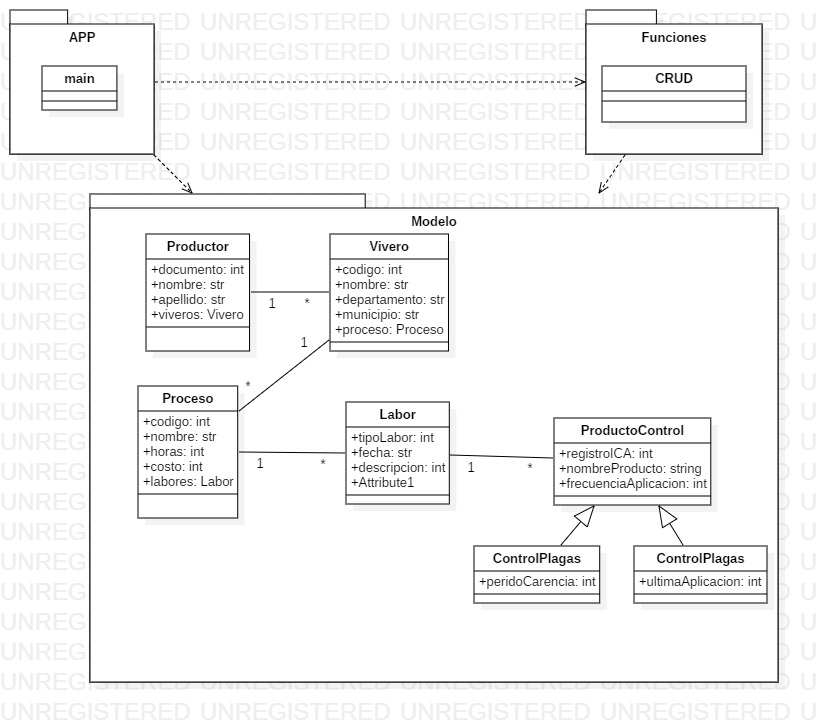 APP
main
Funciones
CRUD
Modelo
Productor
+documento: int
+nombre: str
+apellido: str
+viveros: Vivero
1
*
Vivero
+codigo: int
+nombre: str
+departamento: str
+municipio: str
+proceso: Proceso
1
*
Proceso
+codigo: int
+nombre: str
+horas: int
+costo: int
+labores: Labor
1
*
Labor
+tipoLabor: int
+fecha: str
+descripcion: int
+Attribute1
1
*
ProductoControl
+registroICA: int
+nombreProducto: string
+frecuenciaAplicacion: int
ControlPlagas
+peridoCarencia: int
ControlPlagas
+ultimaAplicacion: int
UNREGISTERED